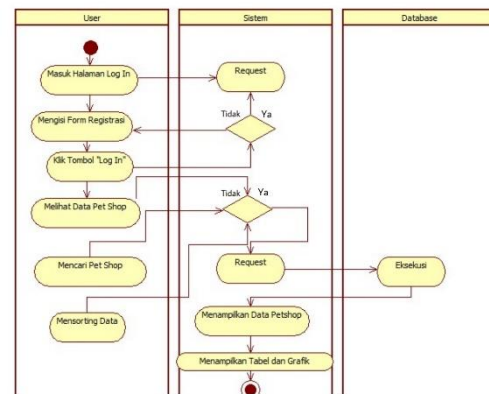 User
Sistem
Database
Masuk Halaman Log In
Request
Mengisi Form Registrasi
Tidak
Ya
Klik Tombol "Log In"
Melihat Data Pet Shop
Tidak
Ya
Mencari Pet Shop
Request
Eksekusi
Mensorting Data
Menampilkan Data Petshop
Menampilkan Tabel dan Grafik